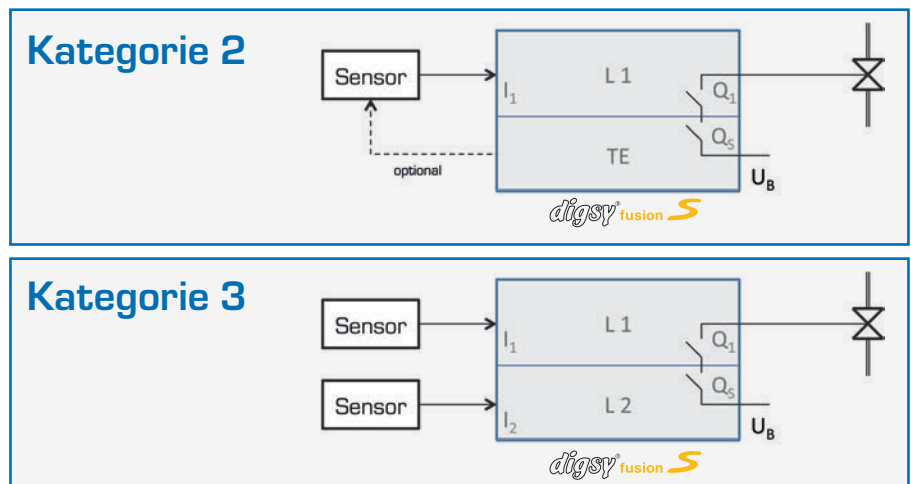 Kategorie 2
Sensor
I1
L 1
Q1
optional
TE
QS
UB
digsy® fusion S
Kategorie 3
Sensor
I1
L 1
Q1
Sensor
I2
L 2
QS
UB
digsy® fusion S